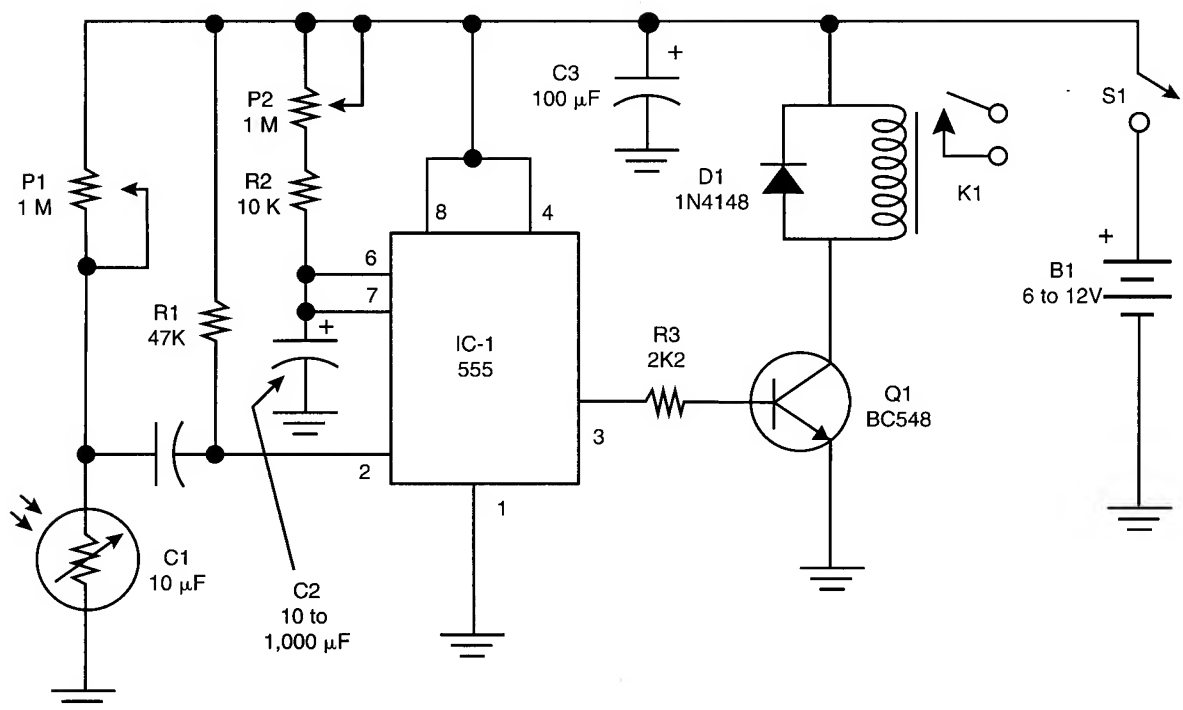 P1
1 M
R1
47K
P2
1 M
R2
10 K
8
4
6
7
+
IC-1
555
2
3
1
C1
10 µF
C2
10 to
1,000 µF
C3
100 µF
+
D1
1N4148
K1
R3
2K2
Q1
BC548
S1
+
B1
6 to 12V